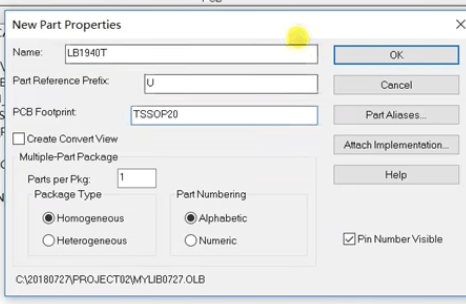 New Part Properties
Name: LB1940T
OK
Part Reference Prefix: U
Cancel
PCB Footprint: TSSOP20
Part Aliases...
Create Convert View
Attach Implementation...
Multiple-Part Package
Parts per Pkg: 1
Help
Package Type
Part Numbering
Homogeneous
Alphabetic
Heterogeneous
Numeric
Pin Number Visible
C:\20180727\PROJECT02\MYLIB0727.OLB